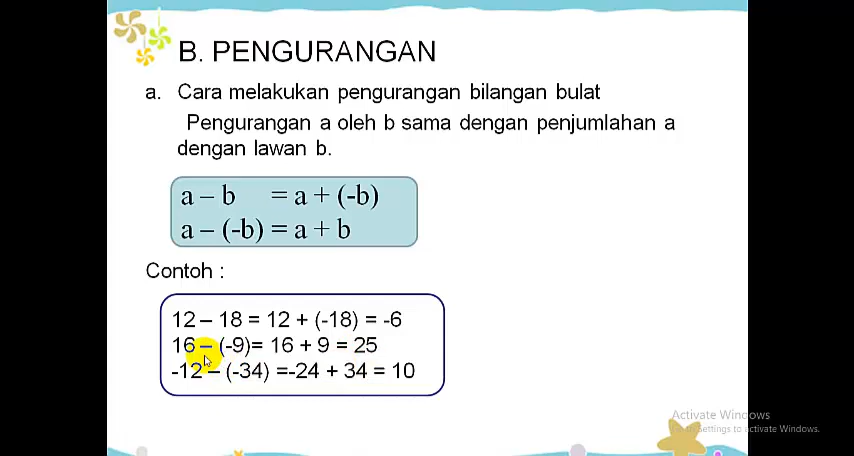 B. PENGURANGAN
a. Cara melakukan pengurangan bilangan bulat
Pengurangan a oleh b sama dengan penjumlahan a
dengan lawan b.
a – b = a + (-b)
a – (-b) = a + b
Contoh :
12 – 18 = 12 + (-18) = -6
16 – (-9)= 16 + 9 = 25
-12 – (-34) =-24 + 34 = 10
Activate Windows
to Settings to activate Windows.